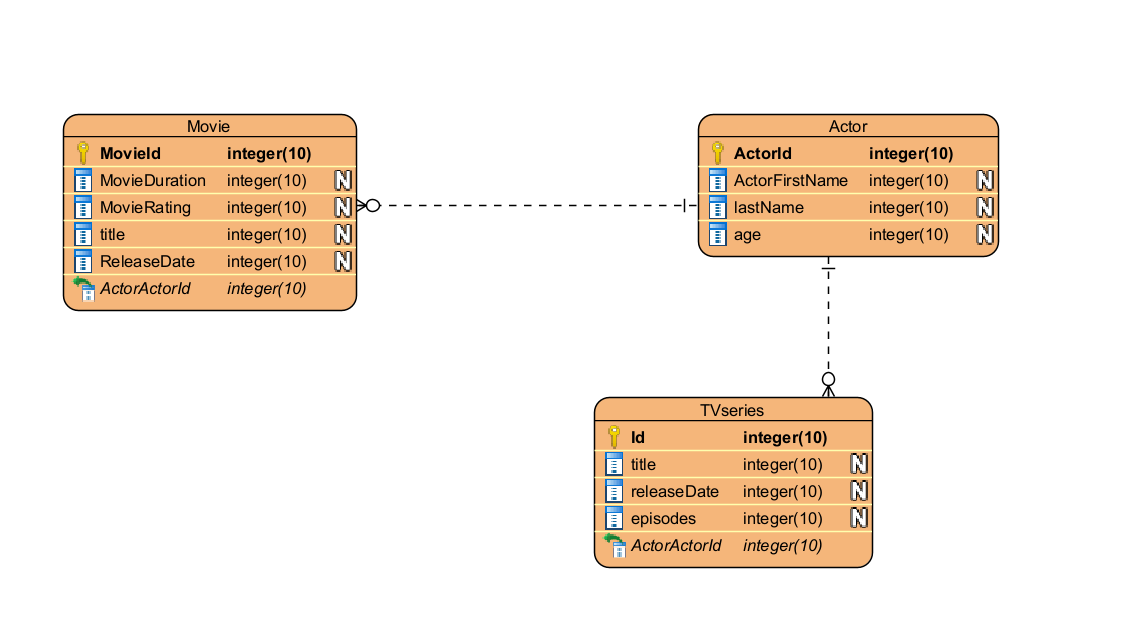 Movie
MovieId integer(10)
MovieDuration integer(10) N
MovieRating integer(10) N
title integer(10) N
ReleaseDate integer(10) N
ActorActorId integer(10)
Actor
ActorId integer(10)
ActorFirstName integer(10) N
lastName integer(10) N
age integer(10) N
TVseries
Id integer(10)
title integer(10) N
releaseDate integer(10) N
episodes integer(10) N
ActorActorId integer(10)